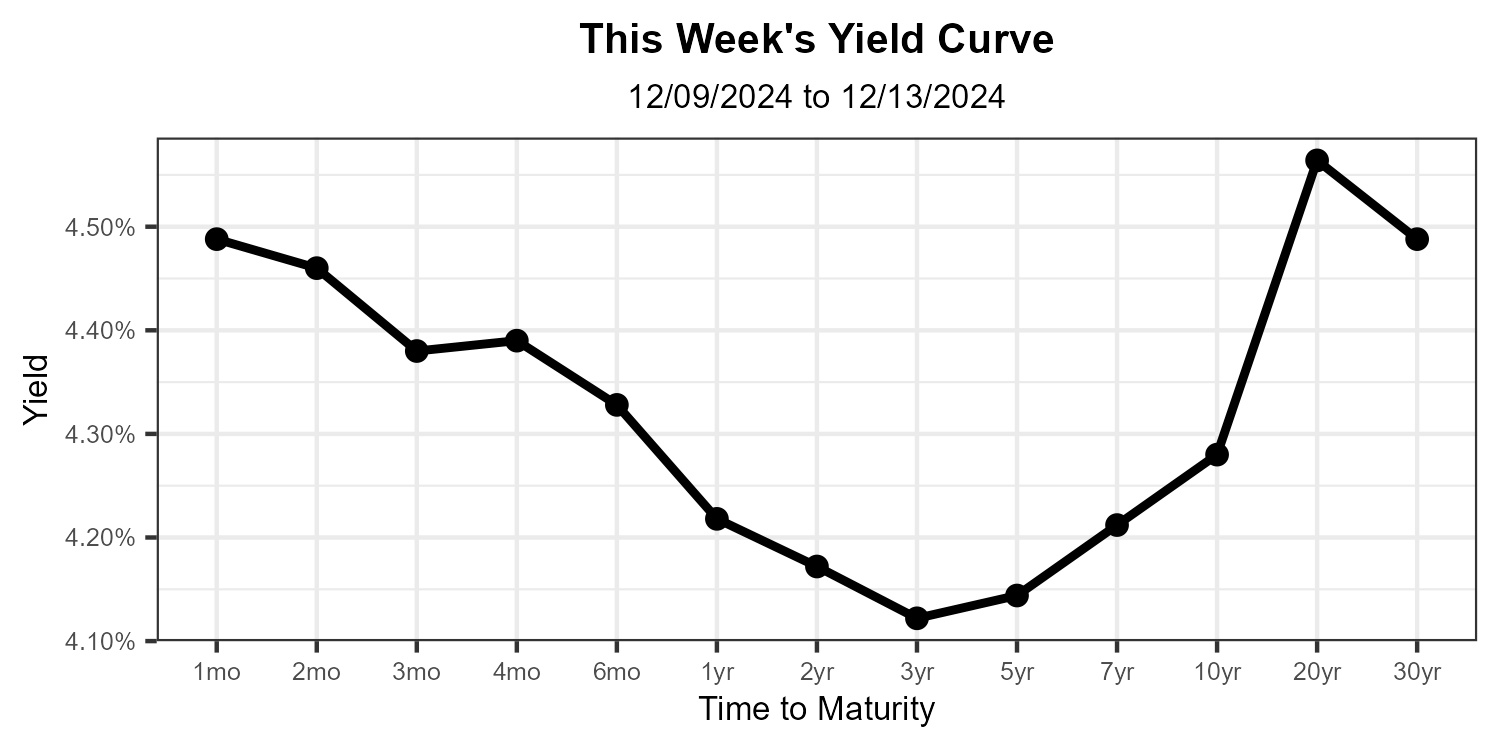 This Week's Yield Curve
12/09/2024 to 12/13/2024
Yield
4.50%
4.40%
4.30%
4.20%
4.10%
1mo 2mo 3mo 4mo 6mo 1yr 2yr 3yr 5yr 7yr 10yr 20yr 30yr
Time to Maturity